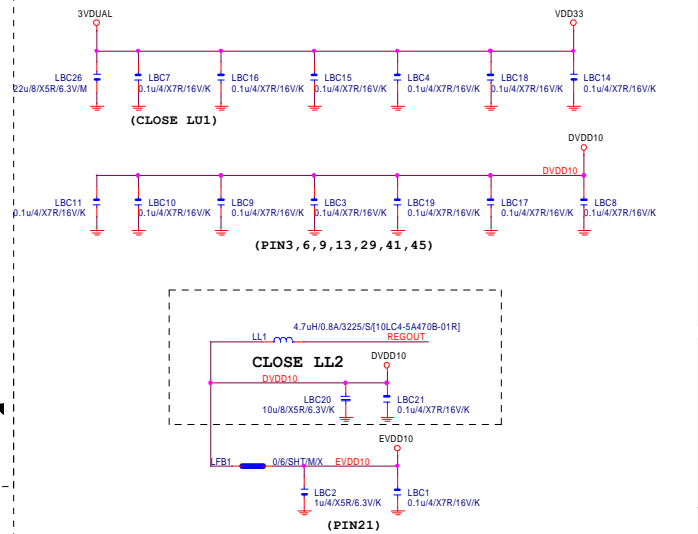 3VDUAL VDD33
LBC26 LBC7 LBC16 LBC15 LBC4 LBC18 LBC14
22u/8/X5R/6.3V/M 0.1u/4/X7R/16V/K 0.1u/4/X7R/16V/K 0.1u/4/X7R/16V/K 0.1u/4/X7R/16V/K 0.1u/4/X7R/16V/K 0.1u/4/X7R/16V/K
(CLOSE LU1)
DVDD10
DVDD10
LBC11 LBC10 LBC9 LBC3 LBC19 LBC17 LBC8
0.1u/4/X7R/16V/K 0.1u/4/X7R/16V/K 0.1u/4/X7R/16V/K 0.1u/4/X7R/16V/K 0.1u/4/X7R/16V/K 0.1u/4/X7R/16V/K 0.1u/4/X7R/16V/K
(PIN3,6,9,13,29,41,45)
4.7uH/0.8A/3225/S/[10LC4-5A470B-01R]
LL1 REGOUT
CLOSE LL2 DVDD10
DVDD10
LBC20 LBC21
10u/8/X5R/6.3V/K 0.1u/4/X7R/16V/K
EVDD10
LFB1 0/6/SHT/M/X EVDD10
LBC2 LBC1
1u/4/X5R/6.3V/K 0.1u/4/X7R/16V/K
(PIN21)